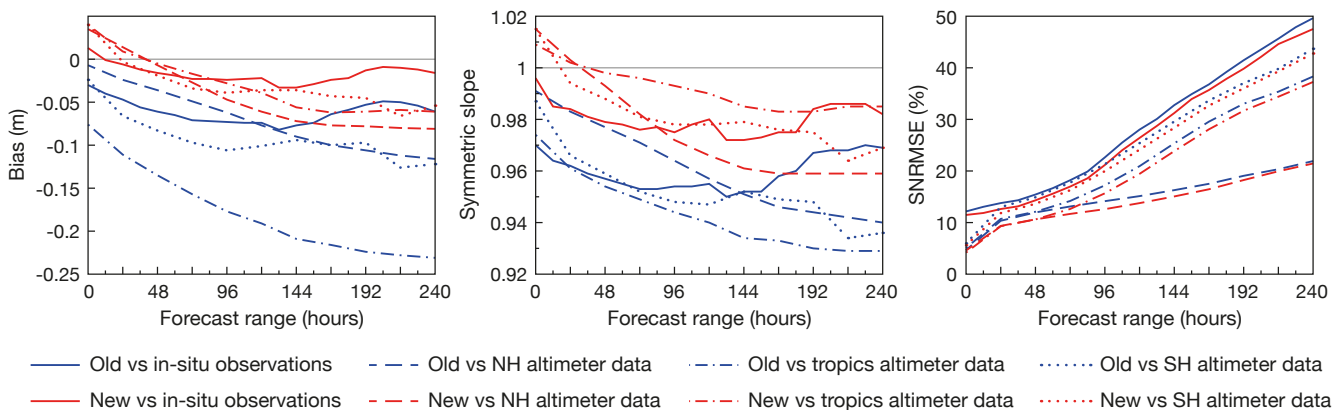 Bias (m)
0
-0.05
-0.1
-0.15
-0.2
-0.25
0 48 96 144 192 240
Forecast range (hours)
Symmetric slope
1.02
1
0.98
0.96
0.94
0.92
0 48 96 144 192 240
Forecast range (hours)
SNRMSE (%)
50
40
30
20
10
0
0 48 96 144 192 240
Forecast range (hours)
Old vs in-situ observations Old vs NH altimeter data Old vs tropics altimeter data Old vs SH altimeter data
New vs in-situ observations New vs NH altimeter data New vs tropics altimeter data New vs SH altimeter data